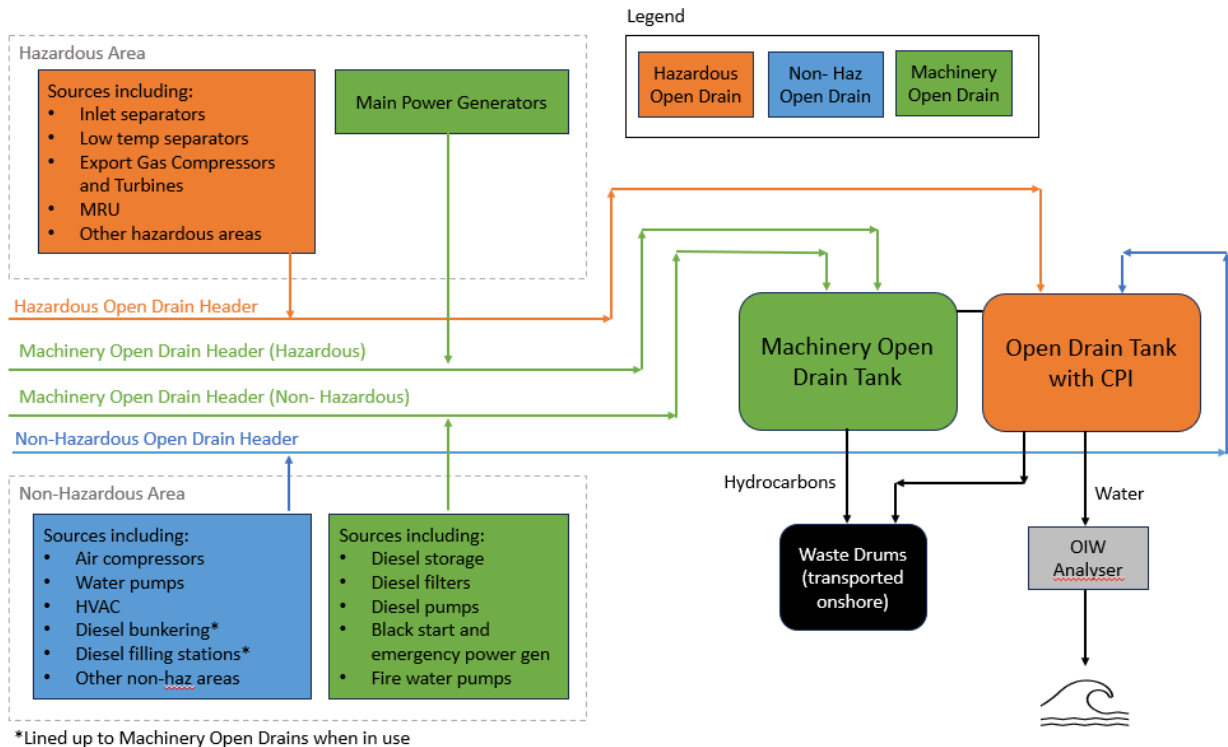 Legend
Hazardous
Open Drain
Non- Haz
Open Drain
Machinery
Open Drain
Hazardous Area
Sources including:
• Inlet separators
• Low temp separators
• Export Gas Compressors
and Turbines
• MRU
• Other hazardous areas
Main Power Generators
Hazardous Open Drain Header
Machinery Open Drain Header (Hazardous)
Machinery Open Drain Header (Non- Hazardous)
Non-Hazardous Open Drain Header
Machinery Open
Drain Tank
Open Drain Tank
with CPI
Hydrocarbons
Water
Waste Drums
(transported
onshore)
OIW
Analyser
Non-Hazardous Area
Sources including:
• Air compressors
• Water pumps
• HVAC
• Diesel bunkering*
• Diesel filling stations*
• Other non-haz areas
Sources including:
• Diesel storage
• Diesel filters
• Diesel pumps
• Black start and
emergency power gen
• Fire water pumps
*Lined up to Machinery Open Drains when in use